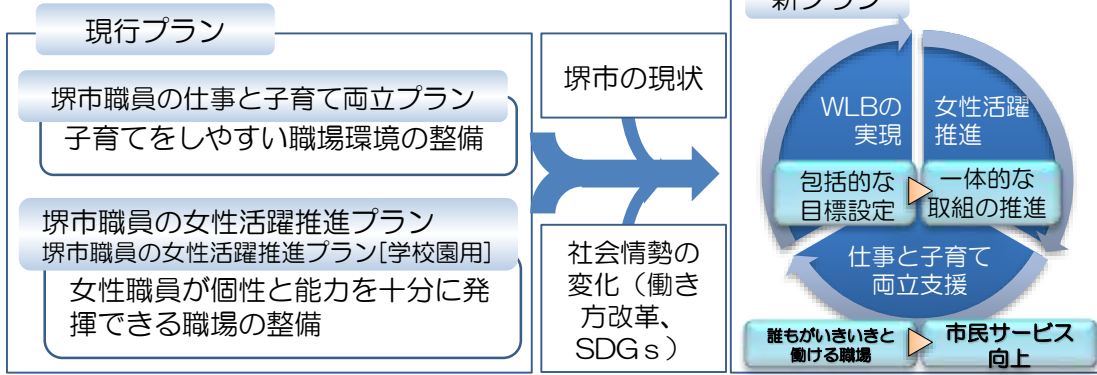 現行プラン
堺市職員の仕事と子育て両立プラン
子育てをしやすい職場環境の整備
堺市職員の女性活躍推進プラン
堺市職員の女性活躍推進プラン[学校園用]
女性職員が個性と能力を十分に発
揮できる職場の整備
堺市の現状
社会情勢の
変化（働き
方改革、
SDGｓ）
新プラン
WLBの
実現
女性活躍
推進
包括的な
目標設定
一体的な
取組の推進
仕事と子育て
両立支援
誰もがいきいきと
働ける職場
市民サービス
向上